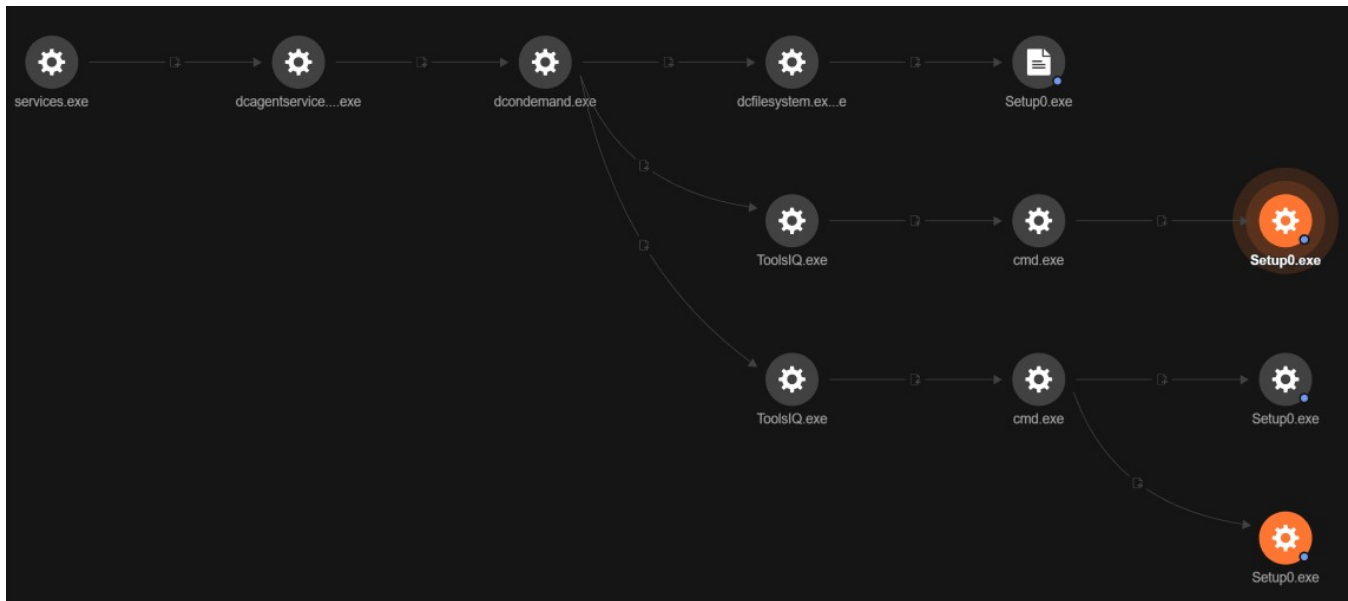 services.exe
dcagentservice....exe
dcondemand.exe
dcfilesystem.ex...e
Setup0.exe
ToolsIQ.exe
cmd.exe
Setup0.exe
ToolsIQ.exe
cmd.exe
Setup0.exe
Setup0.exe